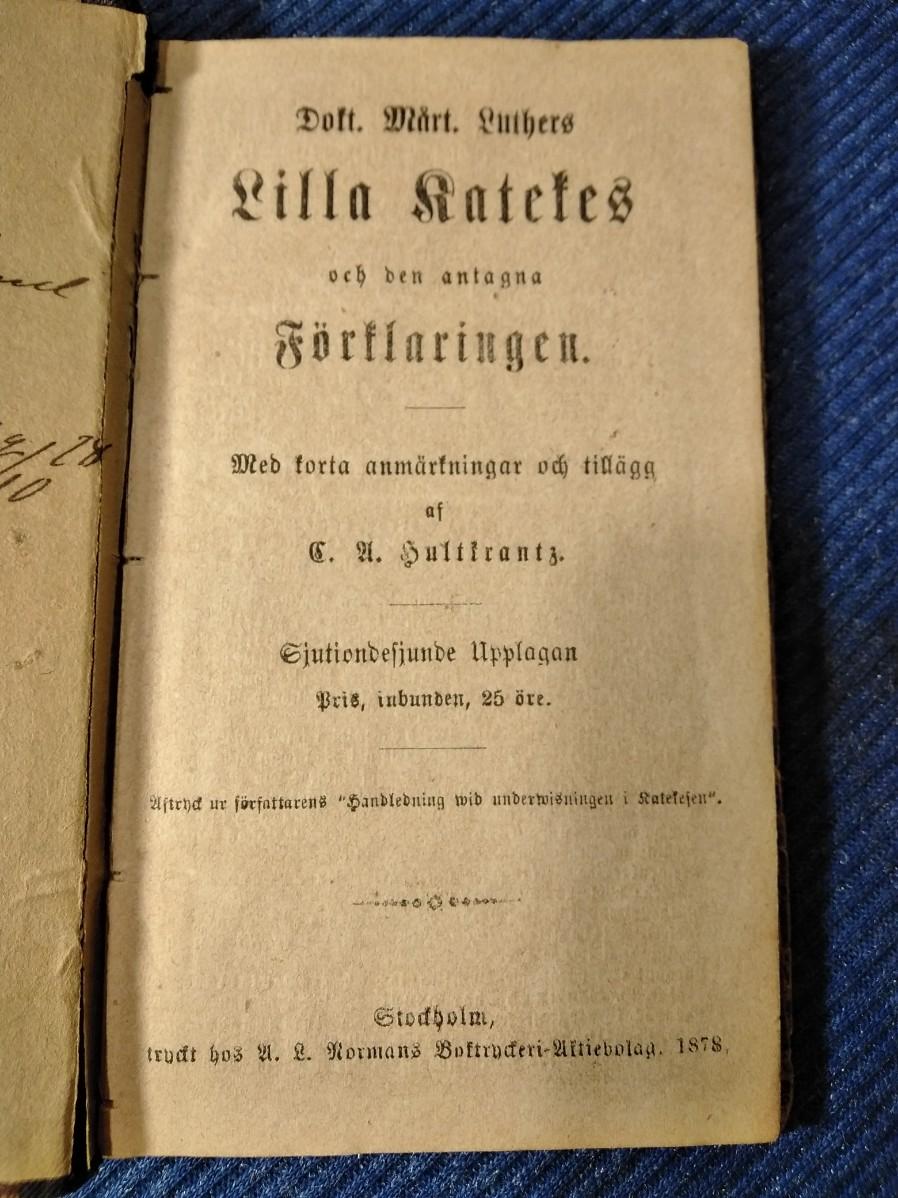 Dokt. Mårt. Luthers
Lilla Katekes
och den antagna
Förklaringen.
Med korta anmärkningar och tillägg
af
C. A. Hultkrantz.
Sjutiondesjunde Upplagan
Pris, inbunden, 25 öre.
Aftryck ur författarens "Handledning wid underwisningen i Katekesen".
Stockholm,
tryckt hos A. L. Normans Boktryckeri-Aktiebolag. 1878.